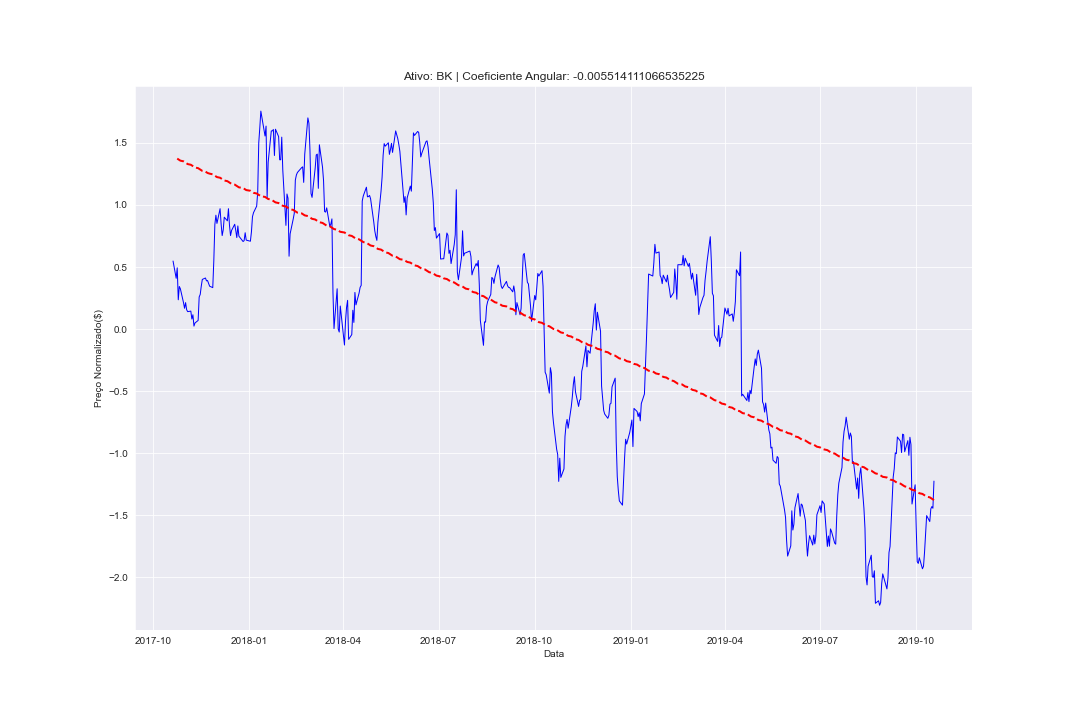 Ativo: BK | Coeficiente Angular: -0.005514111066535225
Preço Normalizado($)
1.5
1.0
0.5
0.0
−0.5
−1.0
−1.5
−2.0
2017-10 2018-01 2018-04 2018-07 2018-10 2019-01 2019-04 2019-07 2019-10
Data